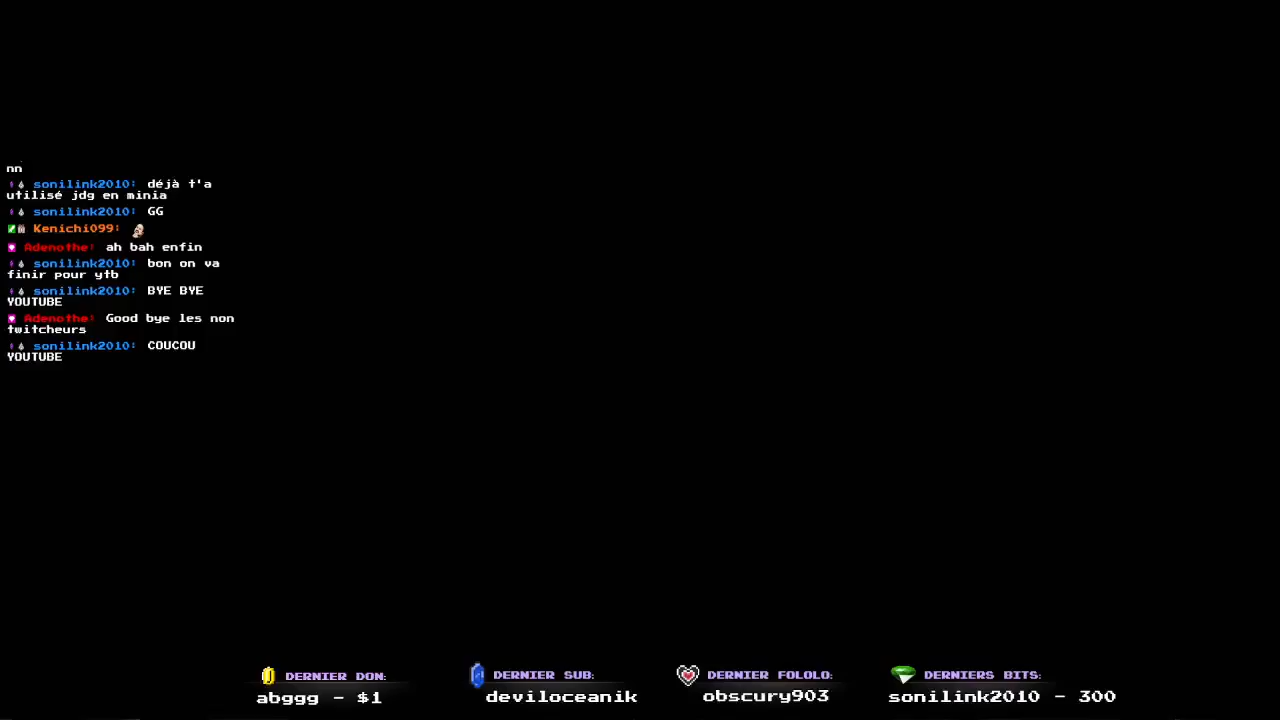 nn
sonilink2010: déjà t'a
utilisé jdg en minia
sonilink2010: GG
Kenichi099:
Adenothe: ah bah enfin
sonilink2010: bon on va
finir pour ytb
sonilink2010: BYE BYE
YOUTUBE
Adenothe: Good bye les non
twitcheurs
sonilink2010: COUCOU
YOUTUBE
DERNIER DON:
abggg - $1
DERNIER SUB:
deviloceanik
DERNIER FOLOLO:
obscury903
DERNIERS BITS:
sonilink2010 - 300